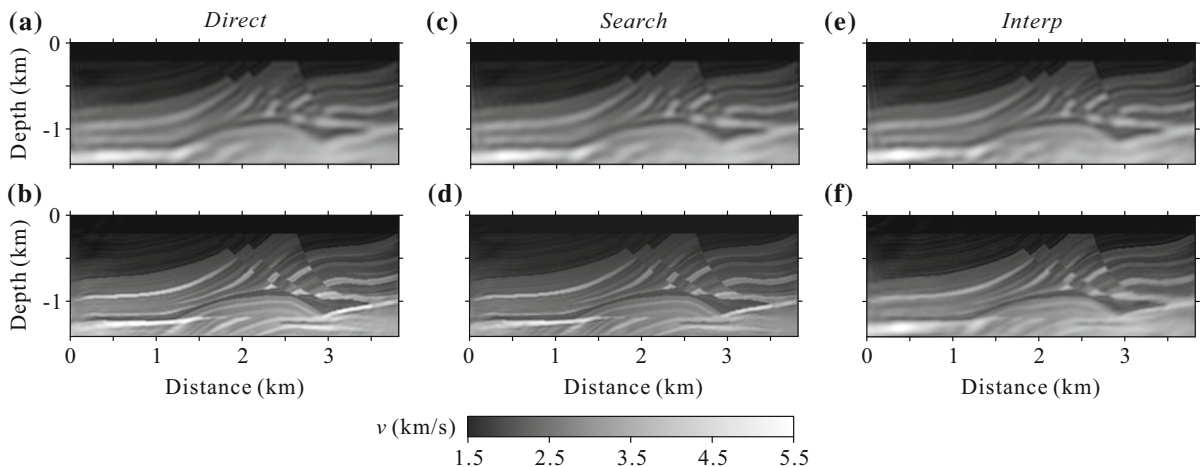 (a) Direct (c) Search (e) Interp
0
Depth (km)
-1
(b) (d) (f)
0
Depth (km)
-1
0 1 2 3 0 1 2 3 0 1 2 3
Distance (km) Distance (km) Distance (km)
v (km/s)
1.5 2.5 3.5 4.5 5.5